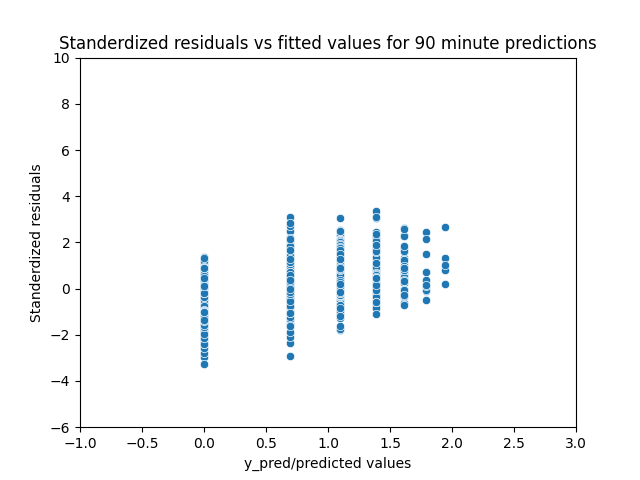 Standerdized residuals vs fitted values for 90 minute predictions
10
8
6
4
2
0
−2
−4
−6
Standerdized residuals
−1.0 −0.5 0.0 0.5 1.0 1.5 2.0 2.5 3.0
y_pred/predicted values